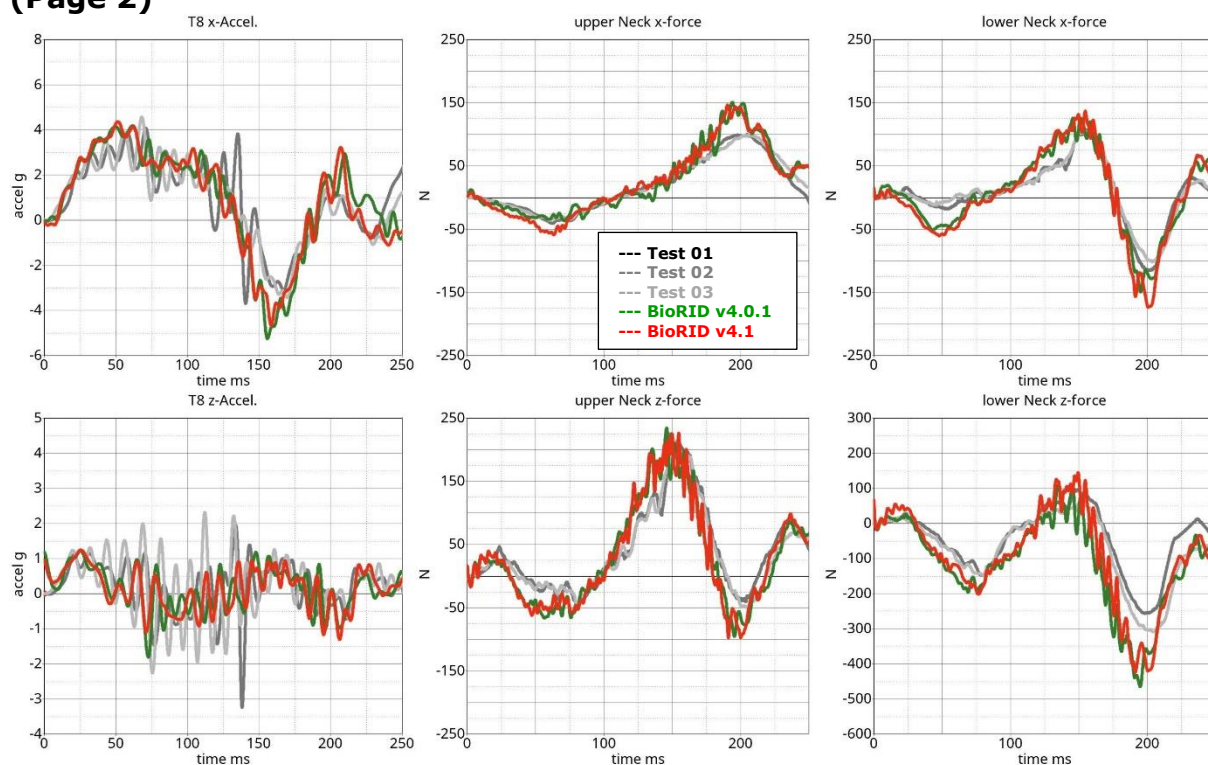 (Page 2)
T8 x-Accel.
8
6
4
2
0
-2
-4
-6
accel g
0 50 100 150 200 250
time ms
upper Neck x-force
250
150
50
-50
-150
-250
N
0 100 200
time ms
--- Test 01
--- Test 02
--- Test 03
--- BioRID v4.0.1
--- BioRID v4.1
lower Neck x-force
250
150
50
-50
-150
-250
N
0 100 200
time ms
T8 z-Accel.
5
4
3
2
1
0
-1
-2
-3
-4
accel g
0 50 100 150 200 250
time ms
upper Neck z-force
250
150
50
-50
-150
-250
N
0 100 200
time ms
lower Neck z-force
300
200
100
0
-100
-200
-300
-400
-500
-600
N
0 100 200
time ms